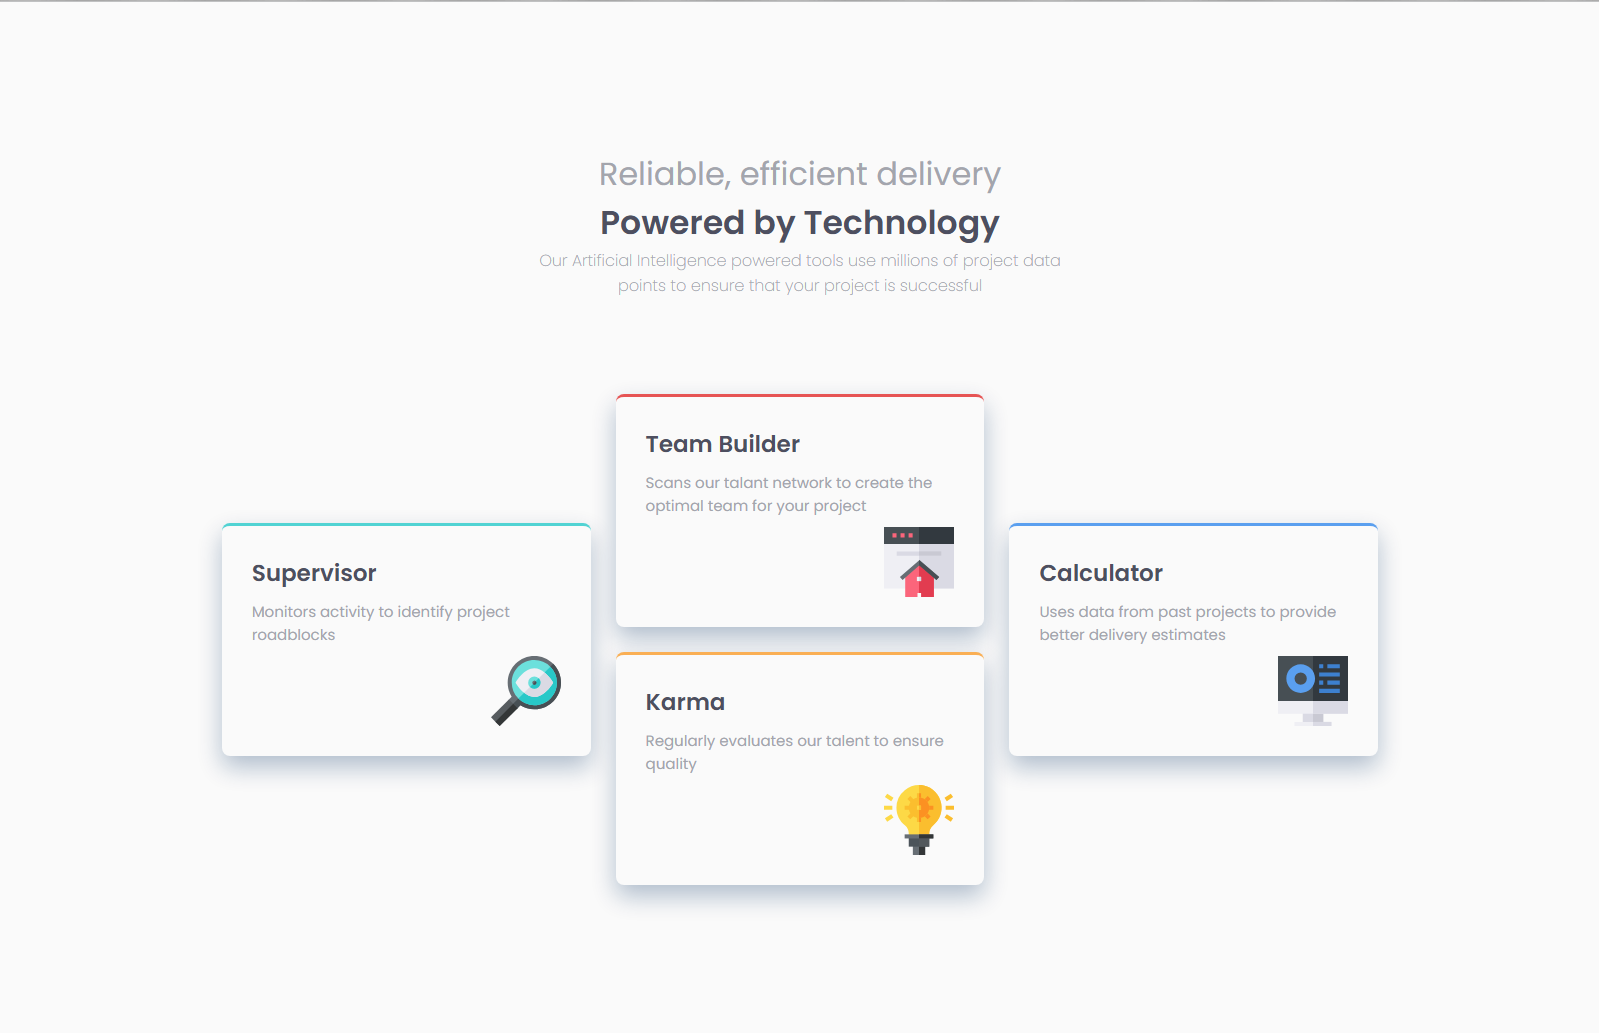 Reliable, efficient delivery
Powered by Technology
Our Artificial Intelligence powered tools use millions of project data
points to ensure that your project is successful
Supervisor
Monitors activity to identify project
roadblocks
Team Builder
Scans our talant network to create the
optimal team for your project
Karma
Regularly evaluates our talent to ensure
quality
Calculator
Uses data from past projects to provide
better delivery estimates